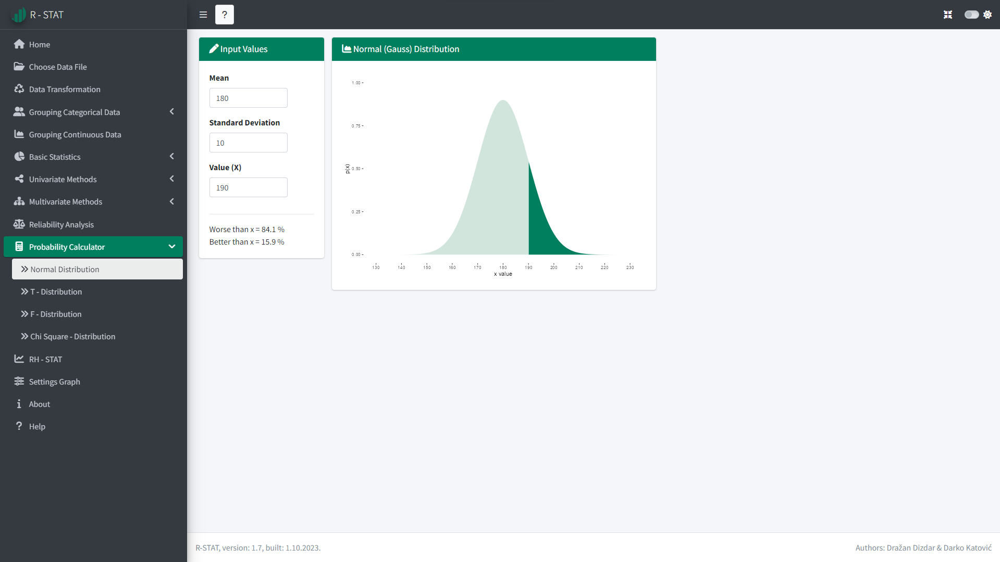 R - STAT
?
Home
Choose Data File
Data Transformation
Grouping Categorical Data
Grouping Continuous Data
Basic Statistics
Univariate Methods
Multivariate Methods
Reliability Analysis
Probability Calculator
Normal Distribution
T - Distribution
F - Distribution
Chi Square - Distribution
RH - STAT
Settings Graph
About
? Help
Input Values
Mean
180
Standard Deviation
10
Value (X)
190
Worse than x = 84.1 %
Better than x = 15.9 %
Normal (Gauss) Distribution
1.00
0.75
0.50
0.25
0.00
p(x)
130 140 150 160 170 180 190 200 210 220 230
x value
R-STAT, version: 1.7, built: 1.10.2023.
Authors: Dražan Dizdar & Darko Katović